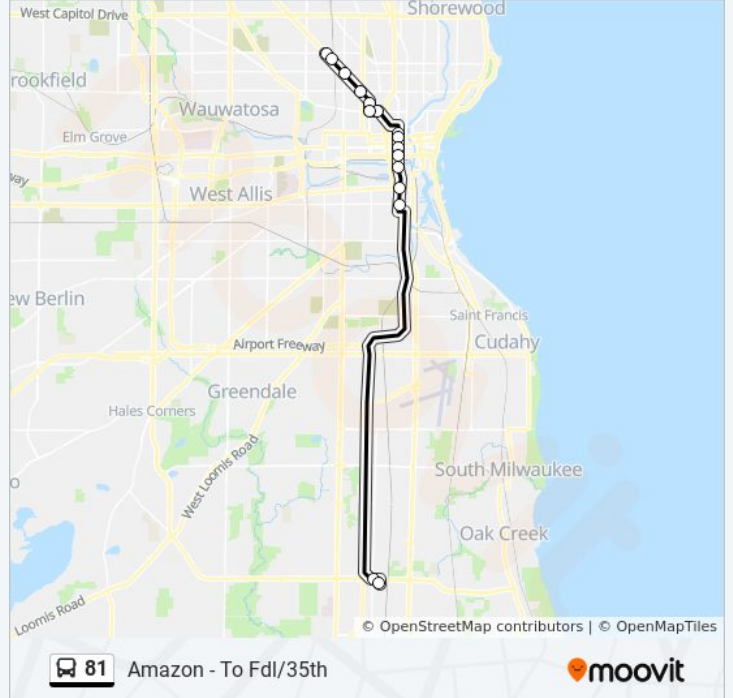 West Capitol Drive
Shorewood
rookfield
Wauwatosa
Elm Grove
way
West Allis
ew Berlin
Saint Francis
Airport Freeway
Cudahy
Greendale
Hales Corners
West Loomis Road
South Milwaukee
o
Oak Creek
Loomis Road
© OpenStreetMap contributors | © OpenMapTiles
81 Amazon - To Fdl/35th
moovit